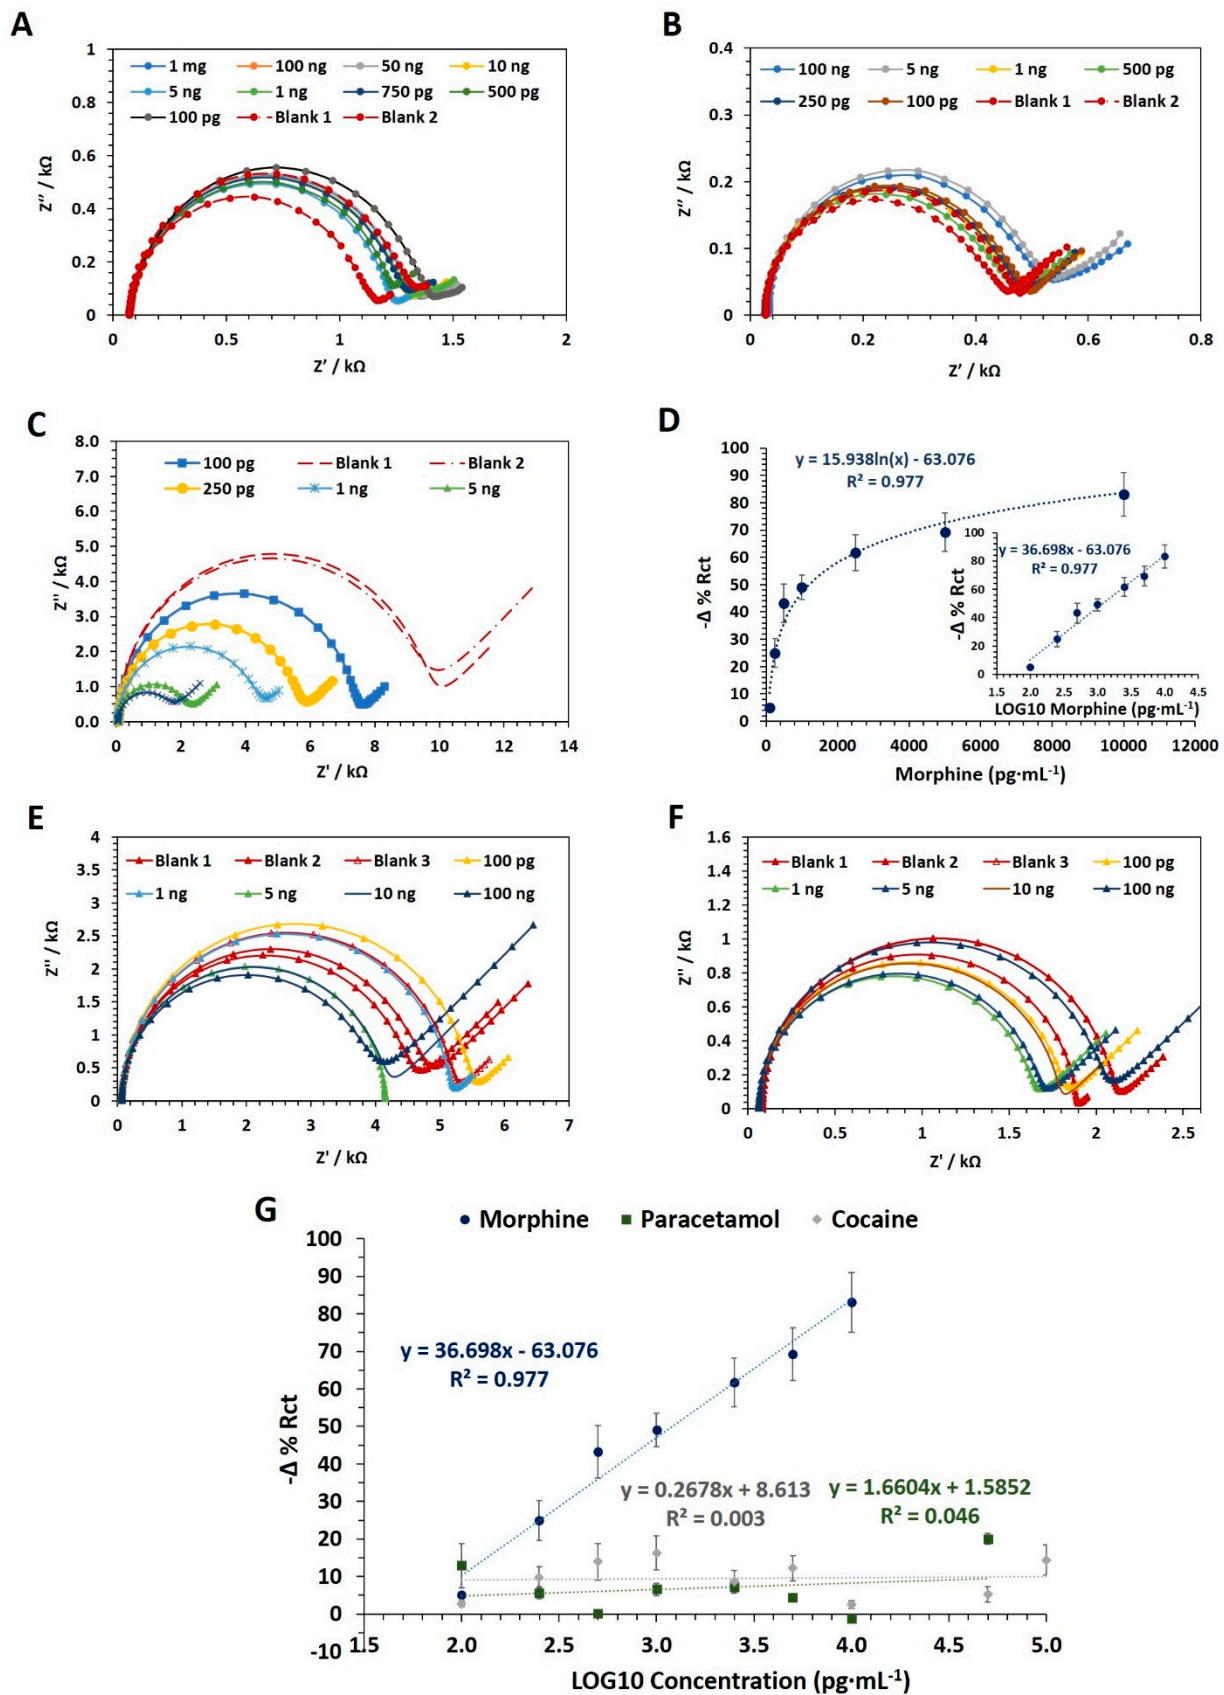 A
1 mg 100 ng 50 ng 10 ng
5 ng 1 ng 750 pg 500 pg
100 pg Blank 1 Blank 2
1
0.8
0.6
0.4
0.2
0
Z″ / kΩ
0 0.5 1 1.5 2
Z′ / kΩ
B
100 ng 5 ng 1 ng 500 pg
250 pg 100 pg Blank 1 Blank 2
0.4
0.3
0.2
0.1
0
Z″ / kΩ
0 0.2 0.4 0.6 0.8
Z′ / kΩ
C
100 pg Blank 1 Blank 2
250 pg 1 ng 5 ng
8.0
7.0
6.0
5.0
4.0
3.0
2.0
1.0
0.0
Z'' / kΩ
0 2 4 6 8 10 12 14
Z' / kΩ
D
y = 15.938ln(x) - 63.076
R² = 0.977
100
90
80
70
60
50
40
30
20
10
0
-Δ % Rct
0 2000 4000 6000 8000 10000 12000
Morphine (pg·mL⁻¹)
y = 36.698x - 63.076
R² = 0.977
100
80
60
40
20
0
-Δ % Rct
1.5 2.0 2.5 3.0 3.5 4.0 4.5
LOG10 Morphine (pg·mL⁻¹)
E
Blank 1 Blank 2 Blank 3 100 pg
1 ng 5 ng 10 ng 100 ng
4
3.5
3
2.5
2
1.5
1
0.5
0
Z'' / kΩ
0 1 2 3 4 5 6 7
Z' / kΩ
F
Blank 1 Blank 2 Blank 3 100 pg
1 ng 5 ng 10 ng 100 ng
1.6
1.4
1.2
1
0.8
0.6
0.4
0.2
0
Z'' / kΩ
0 0.5 1 1.5 2 2.5
Z' / kΩ
G
Morphine Paracetamol Cocaine
100
90
80
70
60
50
40
30
20
10
0
-10
-Δ % Rct
y = 36.698x - 63.076
R² = 0.977
y = 0.2678x + 8.613
R² = 0.003
y = 1.6604x + 1.5852
R² = 0.046
1.5 2.0 2.5 3.0 3.5 4.0 4.5 5.0
LOG10 Concentration (pg·mL⁻¹)